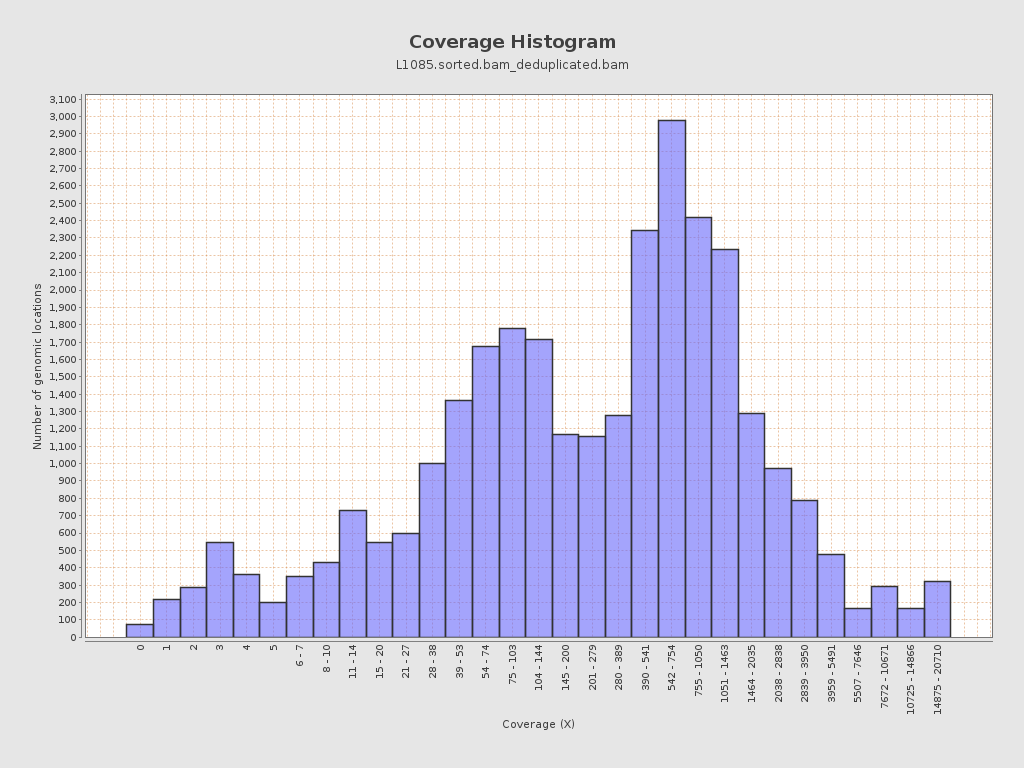 Coverage Histogram
L1085.sorted.bam_deduplicated.bam
3,100
3,000
2,900
2,800
2,700
2,600
2,500
2,400
2,300
2,200
2,100
2,000
1,900
1,800
1,700
1,600
1,500
1,400
1,300
1,200
1,100
1,000
900
800
700
600
500
400
300
200
100
0
Number of genomic locations
0
1
2
3
4
5
6 - 7
8 - 10
11 - 14
15 - 20
21 - 27
28 - 38
39 - 53
54 - 74
75 - 103
104 - 144
145 - 200
201 - 279
280 - 389
390 - 541
542 - 754
755 - 1050
1051 - 1463
1464 - 2035
2038 - 2838
2839 - 3950
3959 - 5491
5507 - 7646
7672 - 10671
10725 - 14866
14875 - 20710
Coverage (X)